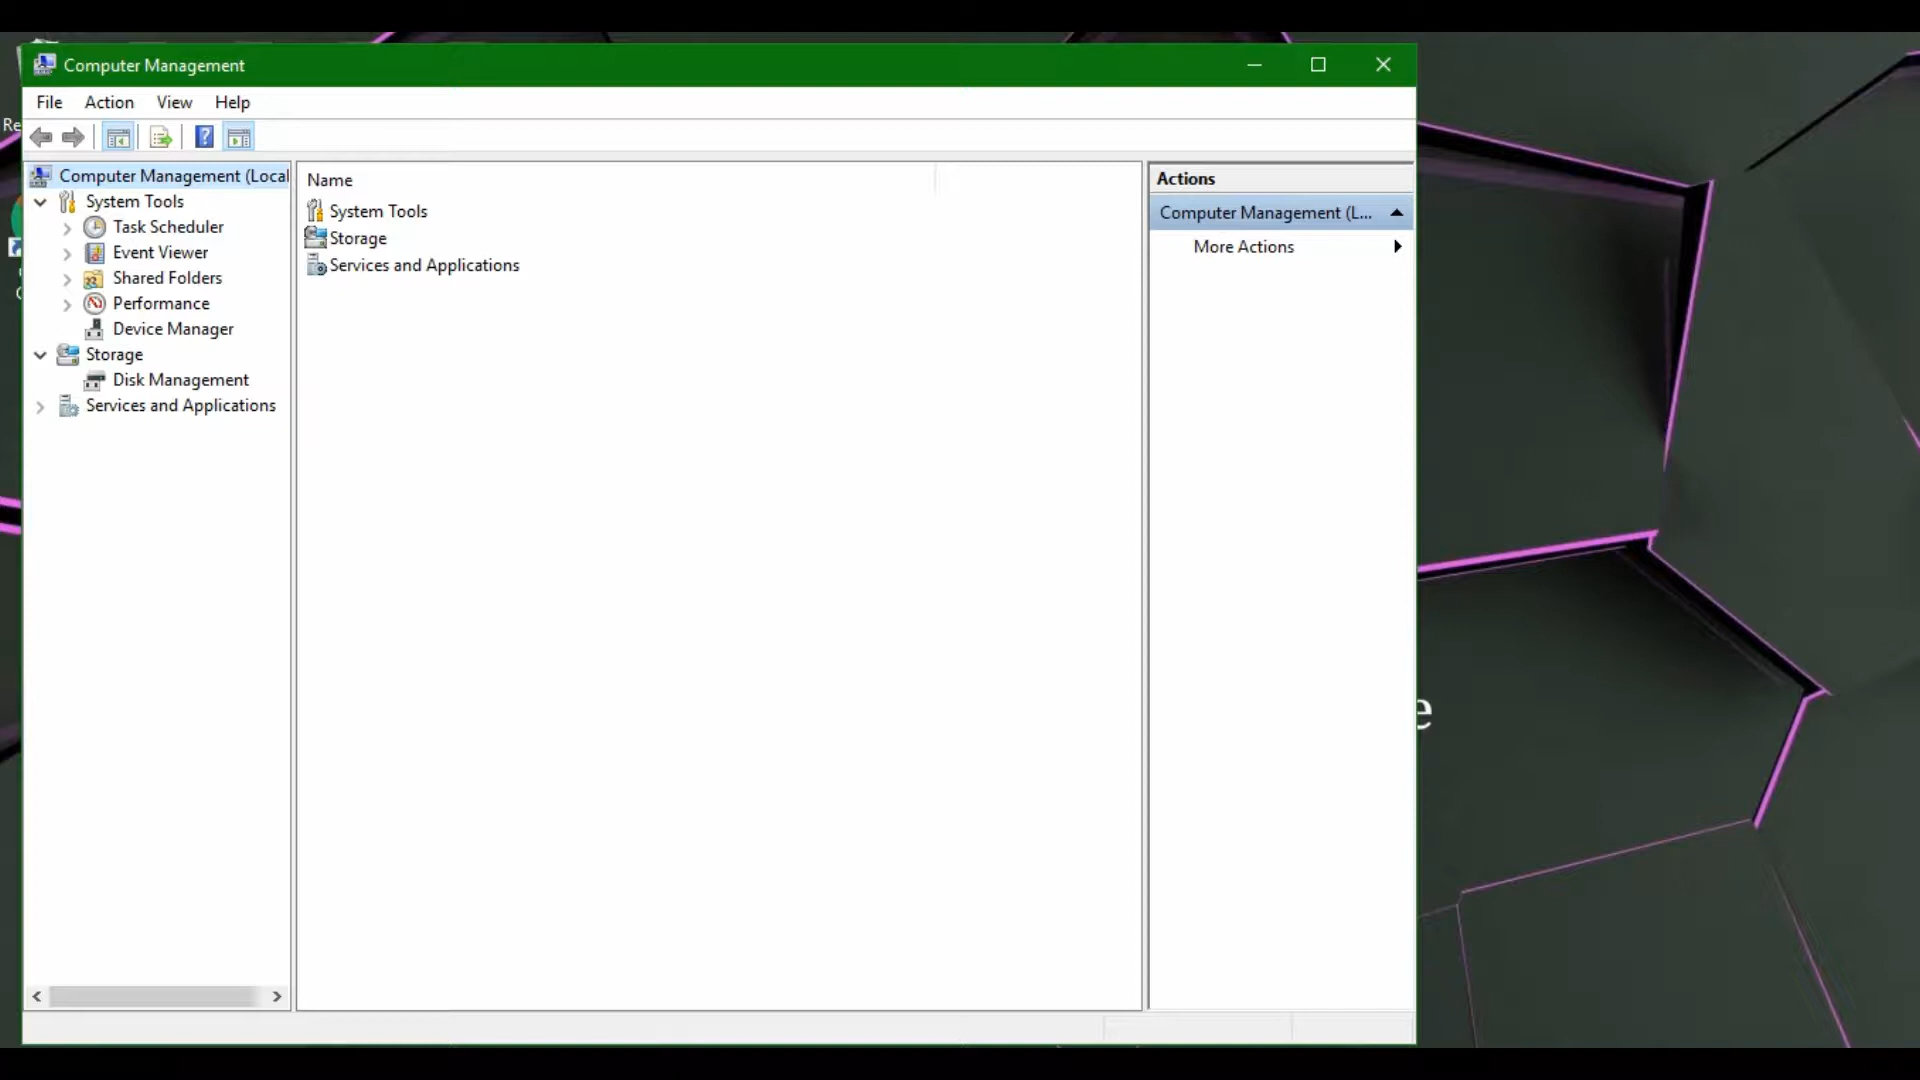 Computer Management
File Action View Help
Computer Management (Local
System Tools
Task Scheduler
Event Viewer
Shared Folders
Performance
Device Manager
Storage
Disk Management
Services and Applications
Name
System Tools
Storage
Services and Applications
Actions
Computer Management (L...
More Actions
Re
e